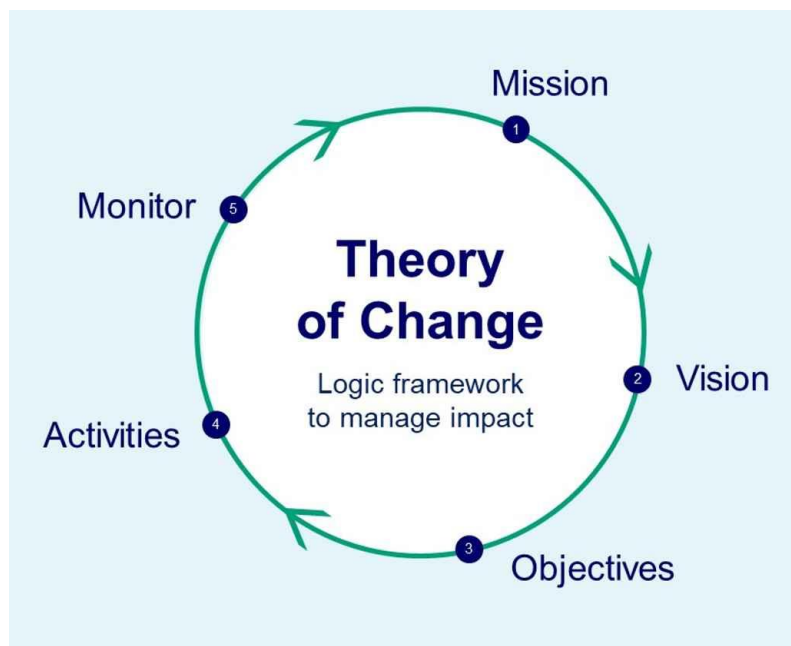 Mission
1
Monitor
5
Theory
of Change
Logic framework
to manage impact
2
Vision
Activities
4
3
Objectives